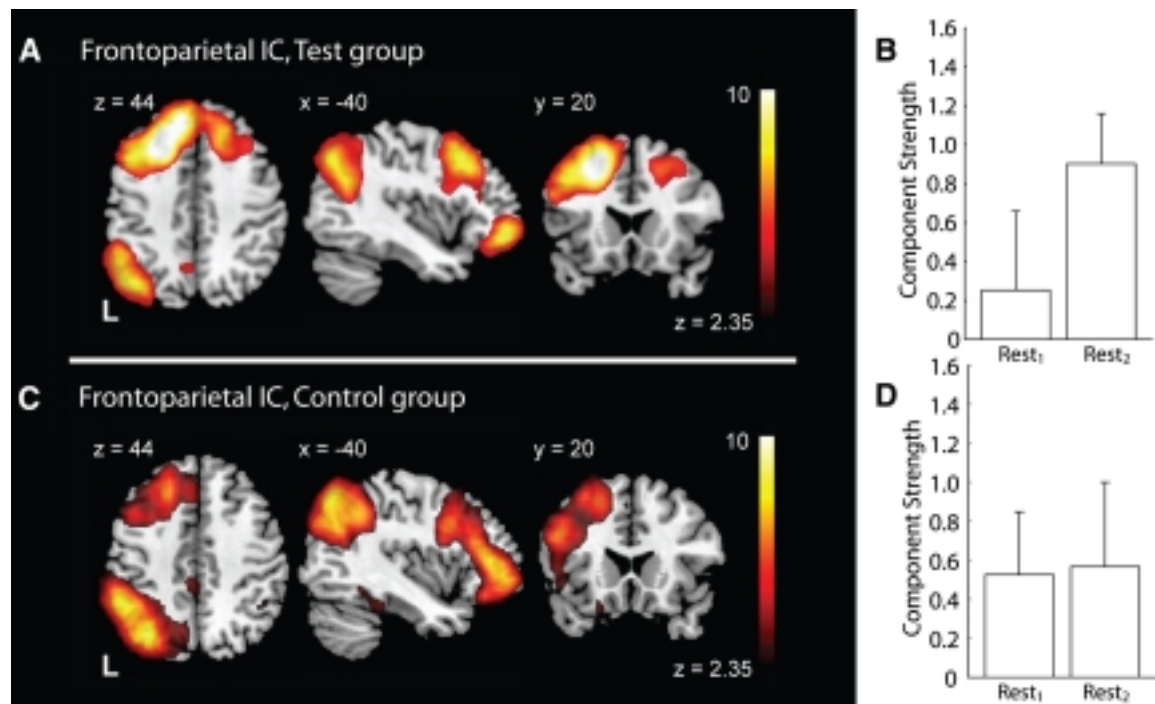 A Frontoparietal IC, Test group
z = 44 x = -40 y = 20 10
L
z = 2.35
B
Component Strength
1.6
1.4
1.2
1.0
0.8
0.6
0.4
0.2
0
Rest₁ Rest₂
C Frontoparietal IC, Control group
z = 44 x = -40 y = 20 10
L
z = 2.35
D
Component Strength
1.6
1.4
1.2
1.0
0.8
0.6
0.4
0.2
0
Rest₁ Rest₂